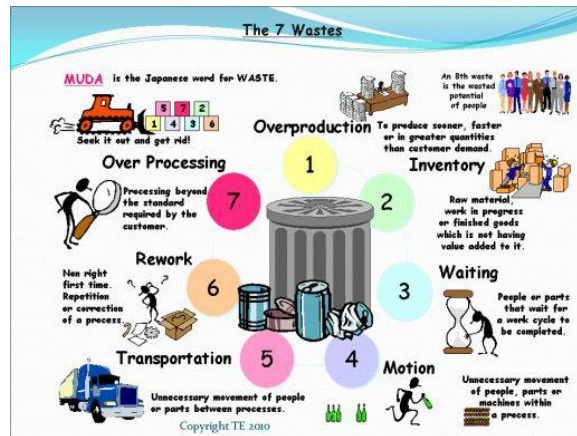 The 7 Wastes
MUDA is the Japanese word for WASTE.
5 7 2
1 4 3 6
Seek it out and get rid!
An 8th waste
is the wasted
potential
of people
Overproduction
To produce sooner, faster
or in greater quantities
than customer demand.
1
Inventory
Raw material,
work in progress
or finished goods
which is not having
value added to it.
2
Waiting
People or parts
that wait for
a work cycle to
be completed.
3
Motion
Unnecessary movement
of people, parts or
machines within
a process.
4
Transportation
Unnecessary movement of people
or parts between processes.
5
Rework
Non right
first time.
Repetition
or correction
of a process.
6
Over Processing
Processing beyond
the standard
required by the
customer.
7
Copyright TE 2010